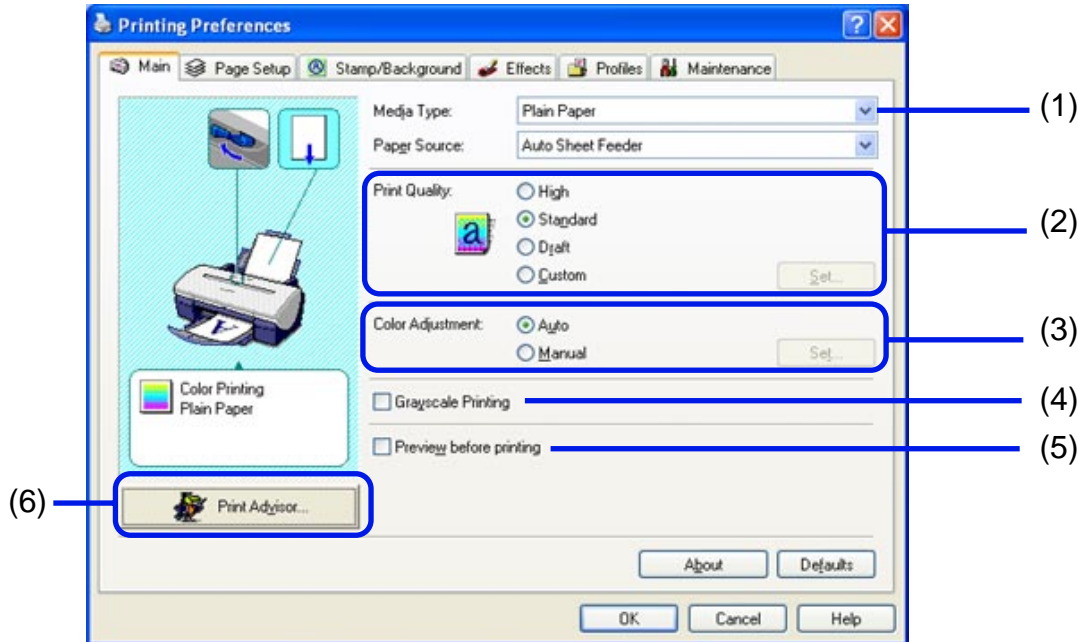 Printing Preferences
Main Page Setup Stamp/Background Effects Profiles Maintenance
Media Type: Plain Paper (1)
Paper Source: Auto Sheet Feeder
Print Quality: High
Standard (2)
a
Draft
Custom Set...
Color Adjustment: Auto (3)
Manual Set...
Color Printing
Plain Paper
Grayscale Printing (4)
Preview before printing (5)
(6) Print Advisor...
About Defaults
OK Cancel Help